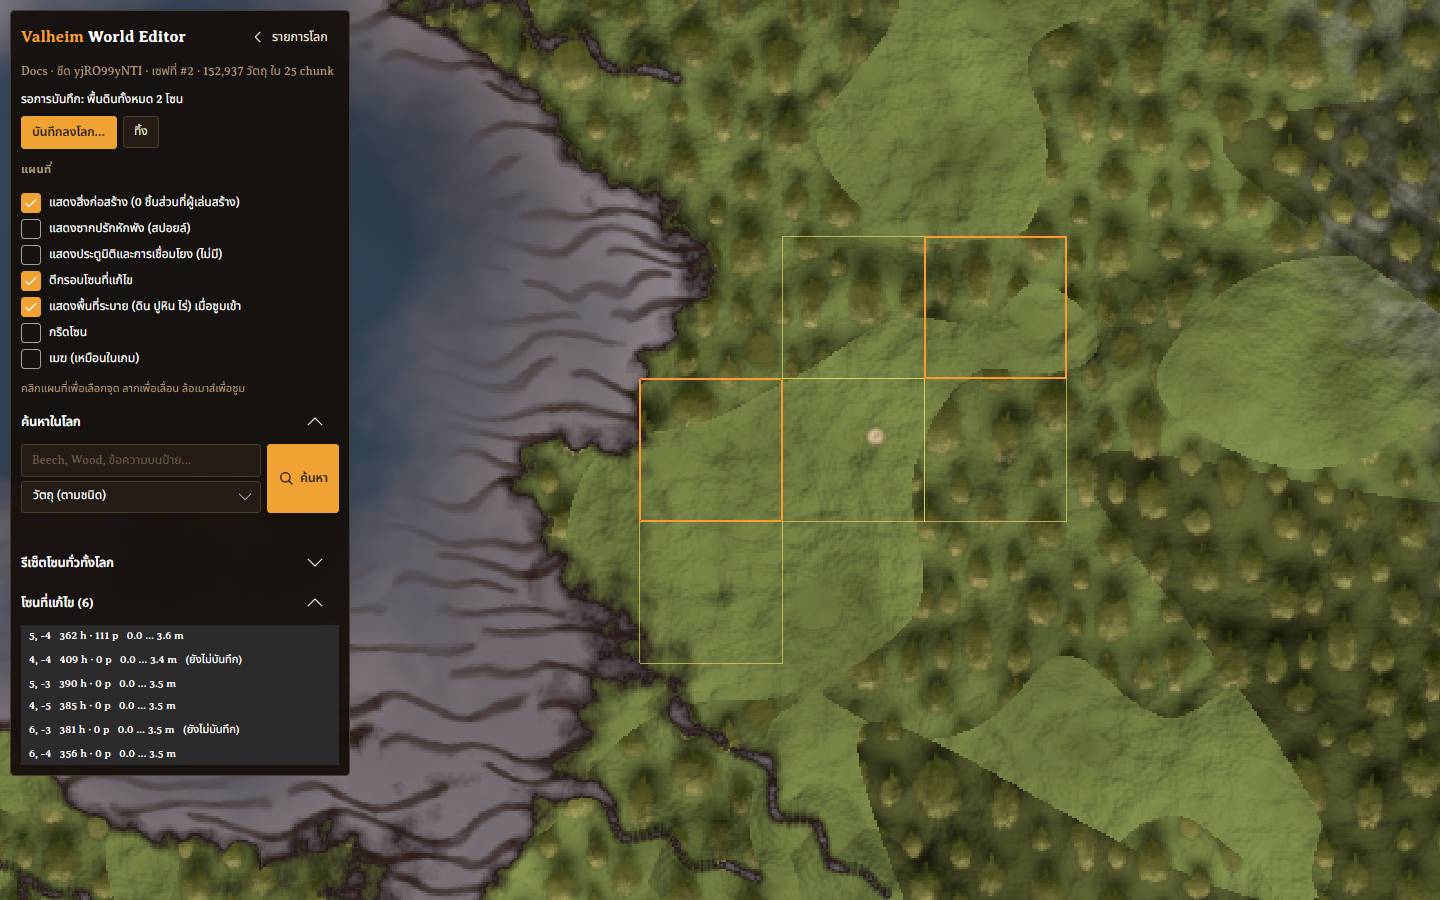 Valheim World Editor
รายการโลก
Docs · ซีด yjRO99yNTI · เซฟที่ #2 · 152,937 วัตถุ ใน 25 chunk
รอการบันทึก: พื้นดินทั้งหมด 2 โซน
บันทึกลงโลก...
ทิ้ง
แผนที่
แสดงสิ่งก่อสร้าง (0 ชิ้นส่วนที่ผู้เล่นสร้าง)
แสดงซากปรักหักพัง (สปอยล์)
แสดงประตูมิติและการเชื่อมโยง (ไม่มี)
ตีกรอบโซนที่แก้ไข
แสดงพื้นที่ระบาย (ดิน ปูหิน ไร่) เมื่อซูมเข้า
กริดโซน
เมฆ (เหมือนในเกม)
คลิกแผนที่เพื่อเลือกจุด ลากเพื่อเลื่อน ล้อเมาส์เพื่อซูม
ค้นหาในโลก
Beech, Wood, ข้อความบนป้าย...
ค้นหา
วัตถุ (ตามชนิด)
รีเซ็ตโซนทั่วทั้งโลก
โซนที่แก้ไข (6)
5, -4 362 h · 111 p 0.0 ... 3.6 m
4, -4 409 h · 0 p 0.0 ... 3.4 m (ยังไม่บันทึก)
5, -3 390 h · 0 p 0.0 ... 3.5 m
4, -5 385 h · 0 p 0.0 ... 3.5 m
6, -3 381 h · 0 p 0.0 ... 3.5 m (ยังไม่บันทึก)
6, -4 356 h · 0 p 0.0 ... 3.5 m